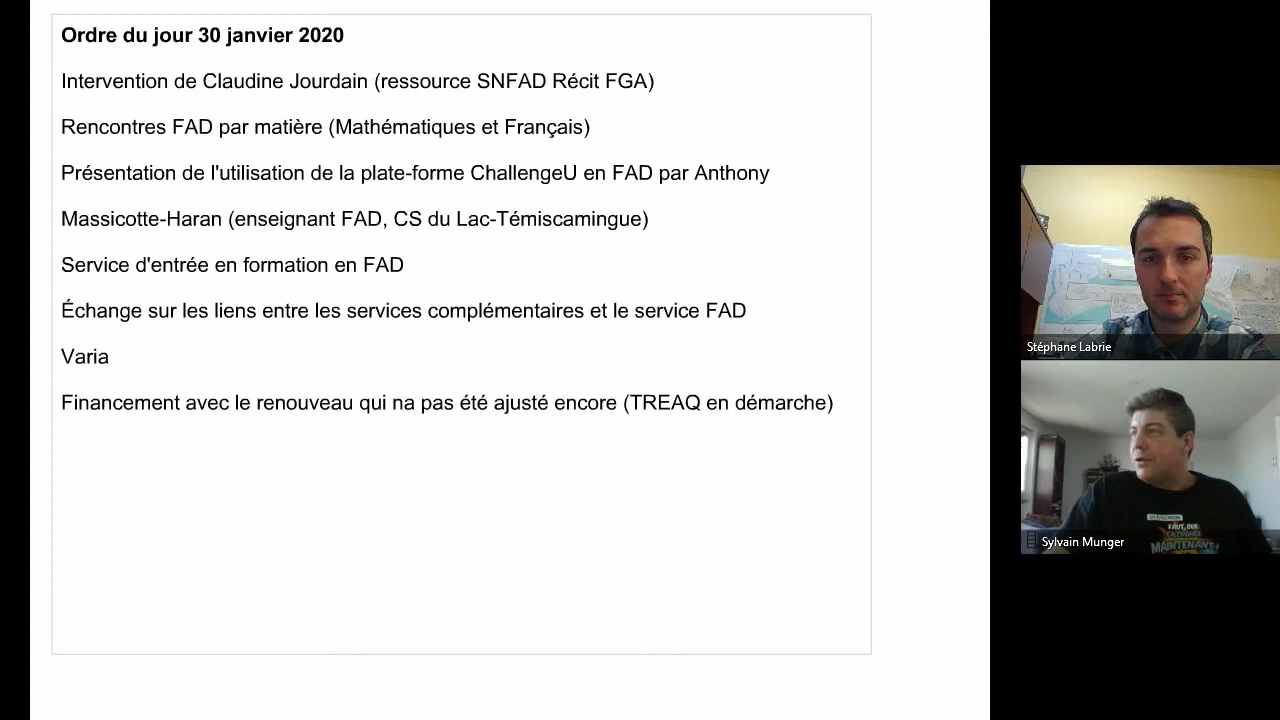 Ordre du jour 30 janvier 2020
Intervention de Claudine Jourdain (ressource SNFAD Récit FGA)
Rencontres FAD par matière (Mathématiques et Français)
Présentation de l'utilisation de la plate-forme ChallengeU en FAD par Anthony
Massicotte-Haran (enseignant FAD, CS du Lac-Témiscamingue)
Service d'entrée en formation en FAD
Échange sur les liens entre les services complémentaires et le service FAD
Varia
Financement avec le renouveau qui na pas été ajusté encore (TREAQ en démarche)
Stéphane Labrie
FAUT QUE
MAINTENANT
Sylvain Munger